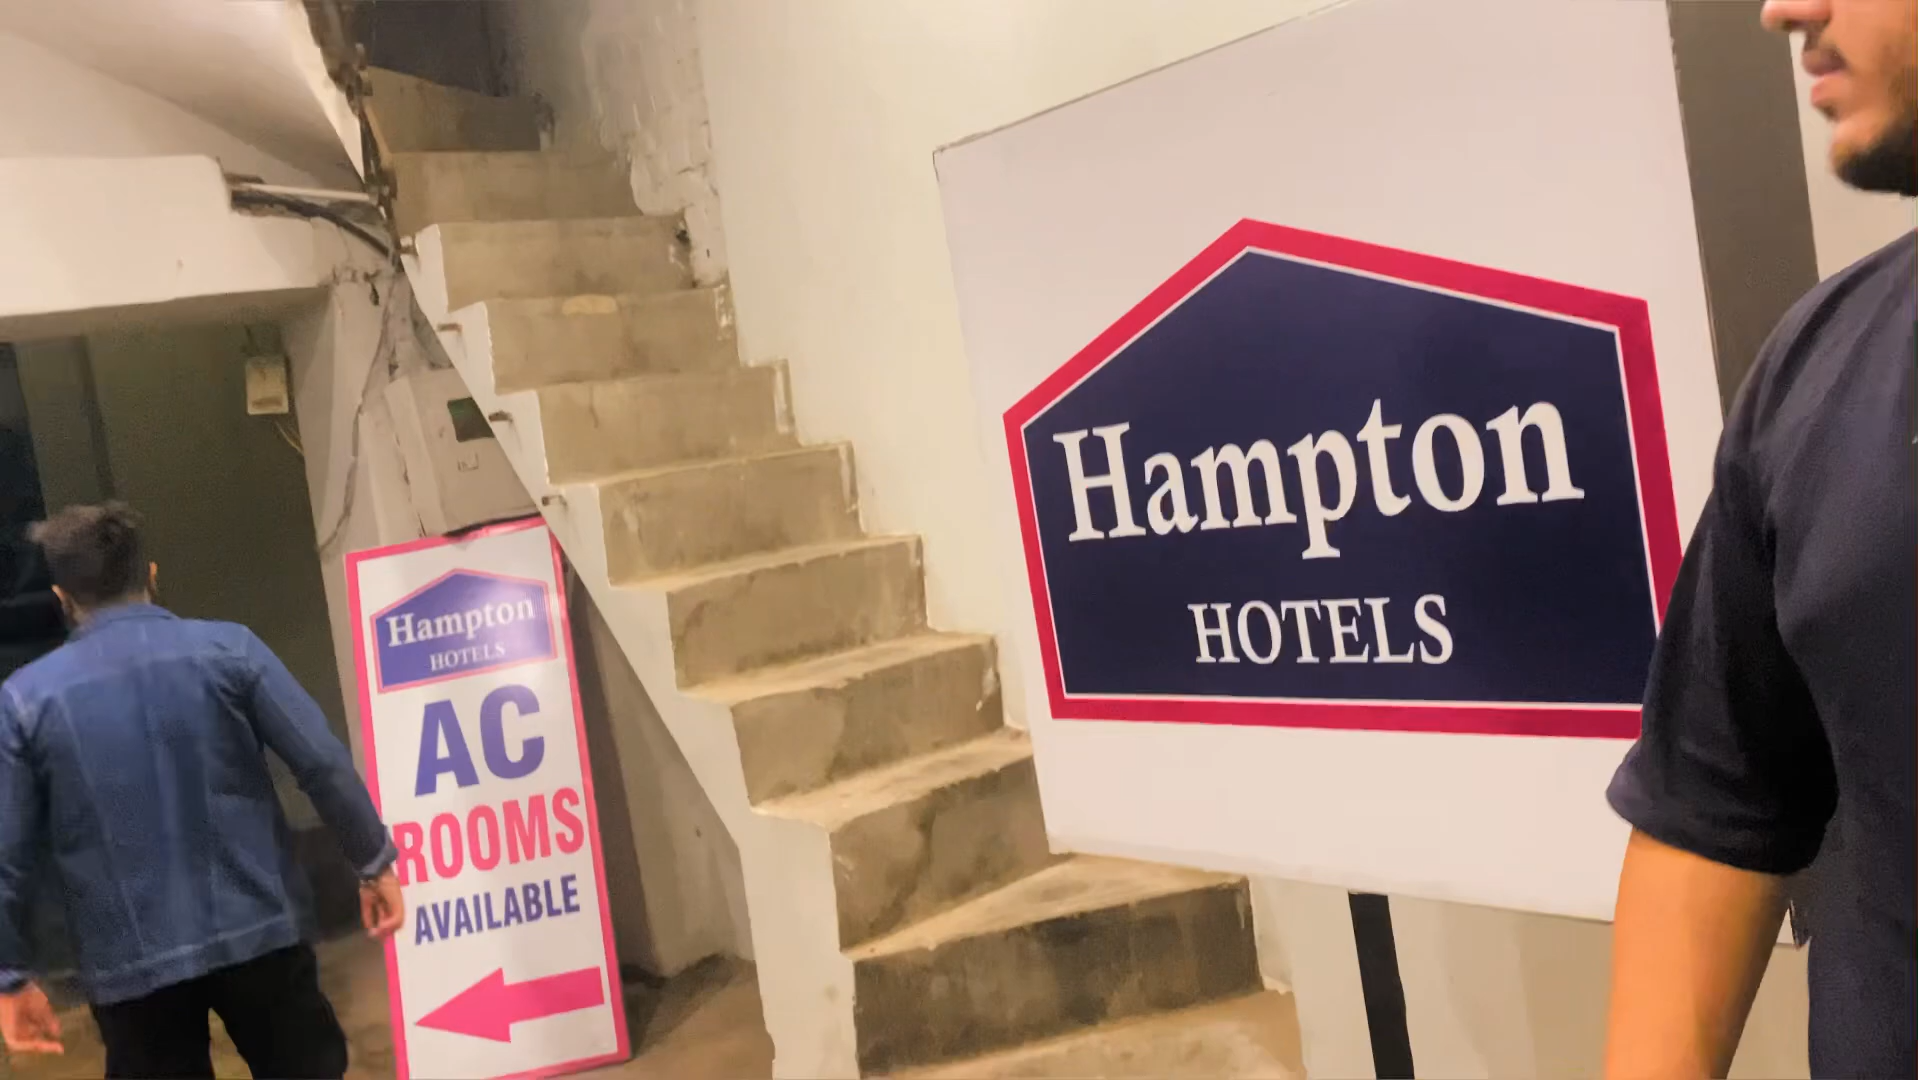 Hampton
HOTELS
AC
ROOMS
AVAILABLE
Hampton
HOTELS